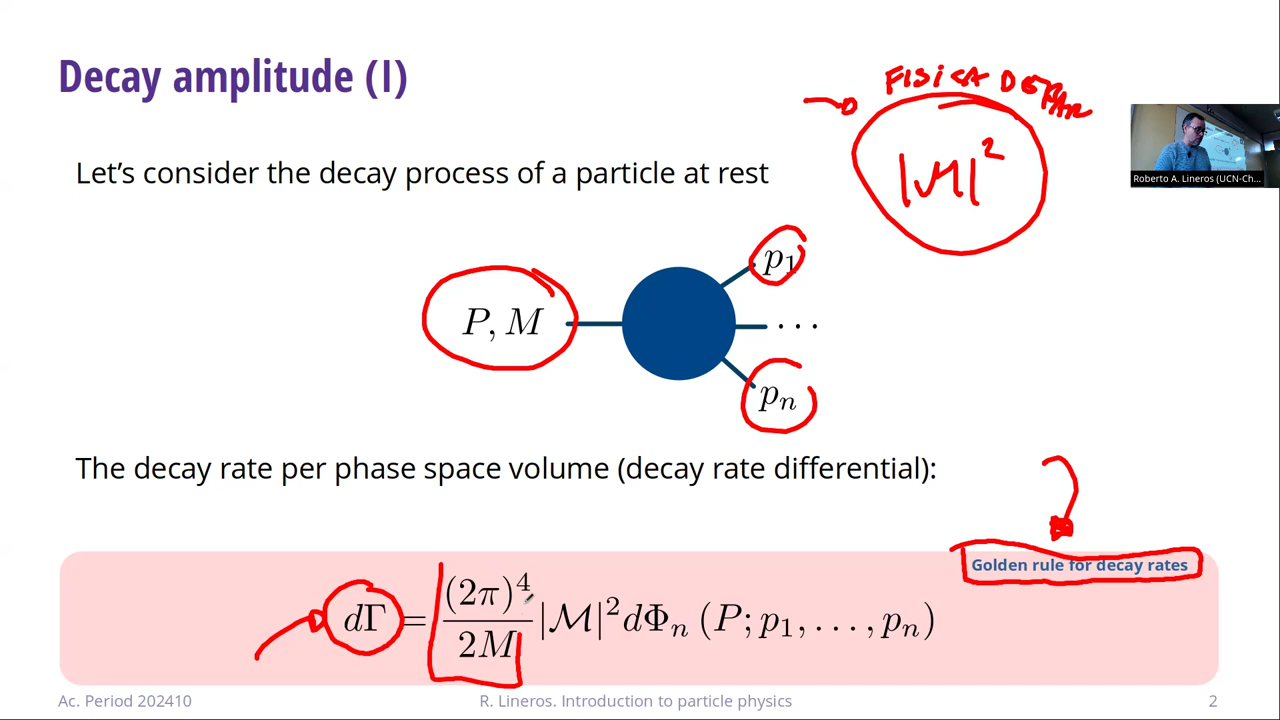 Decay amplitude (I)
FISICA DE PAR
|ℳ|²
Let's consider the decay process of a particle at rest
Roberto A. Lineros (UCN-Ch...
P, M
p₁
...
pₙ
The decay rate per phase space volume (decay rate differential):
Golden rule for decay rates
dΓ = (2π)⁴/2M |ℳ|² dΦₙ (P; p₁, . . . , pₙ)
Ac. Period 202410
R. Lineros. Introduction to particle physics
2